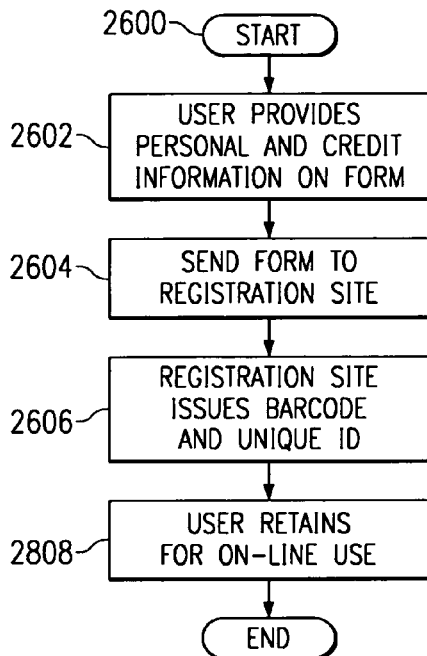 2600
START
2602
USER PROVIDES
PERSONAL AND CREDIT
INFORMATION ON FORM
2604
SEND FORM TO
REGISTRATION SITE
2606
REGISTRATION SITE
ISSUES BARCODE
AND UNIQUE ID
2808
USER RETAINS
FOR ON-LINE USE
END